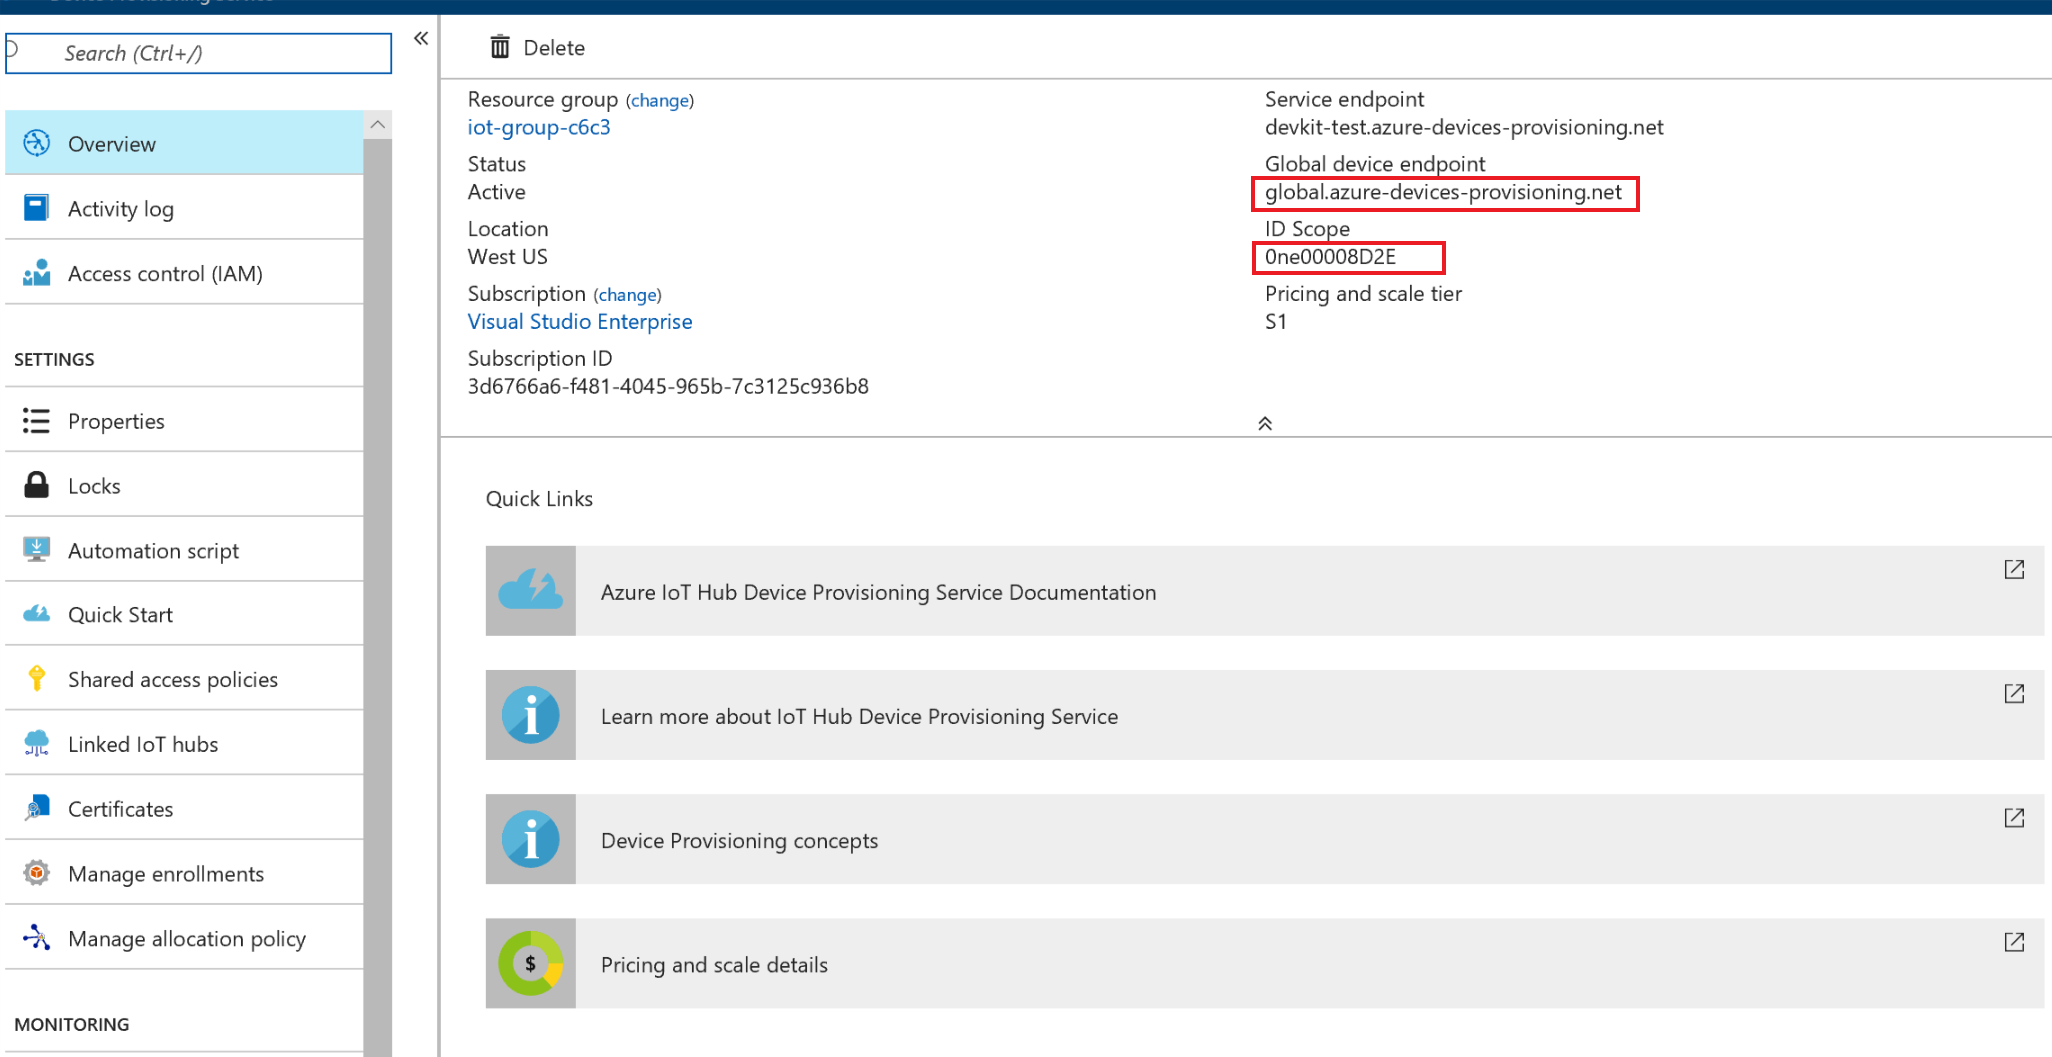 Search (Ctrl+/)
Overview
Activity log
Access control (IAM)
SETTINGS
Properties
Locks
Automation script
Quick Start
Shared access policies
Linked IoT hubs
Certificates
Manage enrollments
Manage allocation policy
MONITORING
Delete
Resource group (change)
iot-group-c6c3
Status
Active
Location
West US
Subscription (change)
Visual Studio Enterprise
Subscription ID
3d6766a6-f481-4045-965b-7c3125c936b8
Service endpoint
devkit-test.azure-devices-provisioning.net
Global device endpoint
global.azure-devices-provisioning.net
ID Scope
0ne00008D2E
Pricing and scale tier
S1
Quick Links
Azure IoT Hub Device Provisioning Service Documentation
Learn more about IoT Hub Device Provisioning Service
Device Provisioning concepts
$
Pricing and scale details